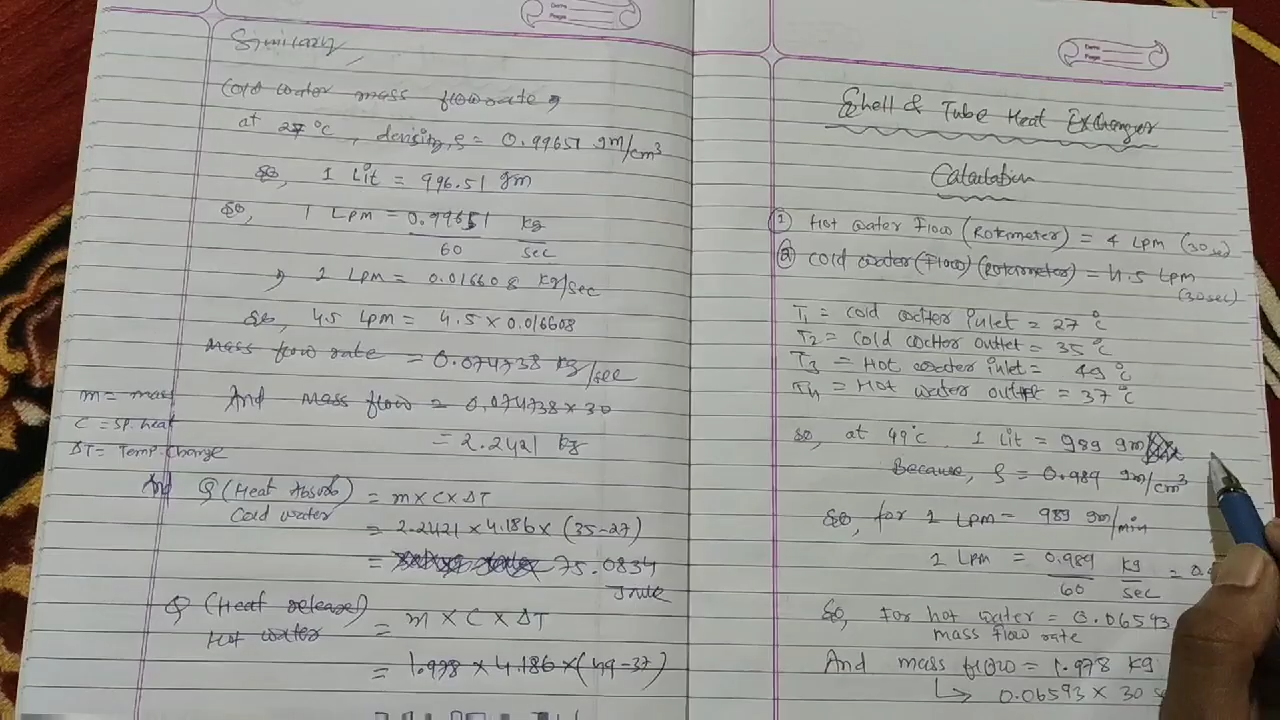 Similary,
Cold water mass flow rate,
at 27 °C, density, ρ = 0.99651 gm/cm³
so, 1 Lit = 996.51 gm
so, 1 Lpm = 0.99651 kg
60 sec
, 1 Lpm = 0.016608 kg/sec
so, 4.5 Lpm = 4.5 × 0.016608
mass flow rate = 0.074738 kg/sec
And mass flow = 0.074738 × 30
= 2.2421 kg
m = mass
C = SP. heat
ΔT = Temp. Change
And Q (Heat Absorb) = m × C × ΔT
Cold water
= 2.2421 × 4.186 × (35-27)
= 75.0834
Joule
Q (Heat release) = m × C × ΔT
Hot water
= 1.978 × 4.186 × (49-37)
Shell & Tube Heat Exchanger
Calculation
① Hot water Flow (Rotameter) = 4 Lpm (30 se)
② Cold water (Flow) (Rotameter) = 4.5 Lpm
(30 sec)
T1 = Cold water inlet = 27 °C
T2 = Cold water outlet = 35 °C
T3 = Hot water inlet = 49 °C
T4 = Hot water outlet = 37 °C
so, at 49°C 1 Lit = 989 gm
Because, ρ = 0.989 gm/cm³
so, for 1 Lpm = 989 gm/min
1 Lpm = 0.989 kg
60 sec
so, For hot water = 0.06593
mass flow rate
And mass flow = 1.978 KG
↳ 0.06593 × 30